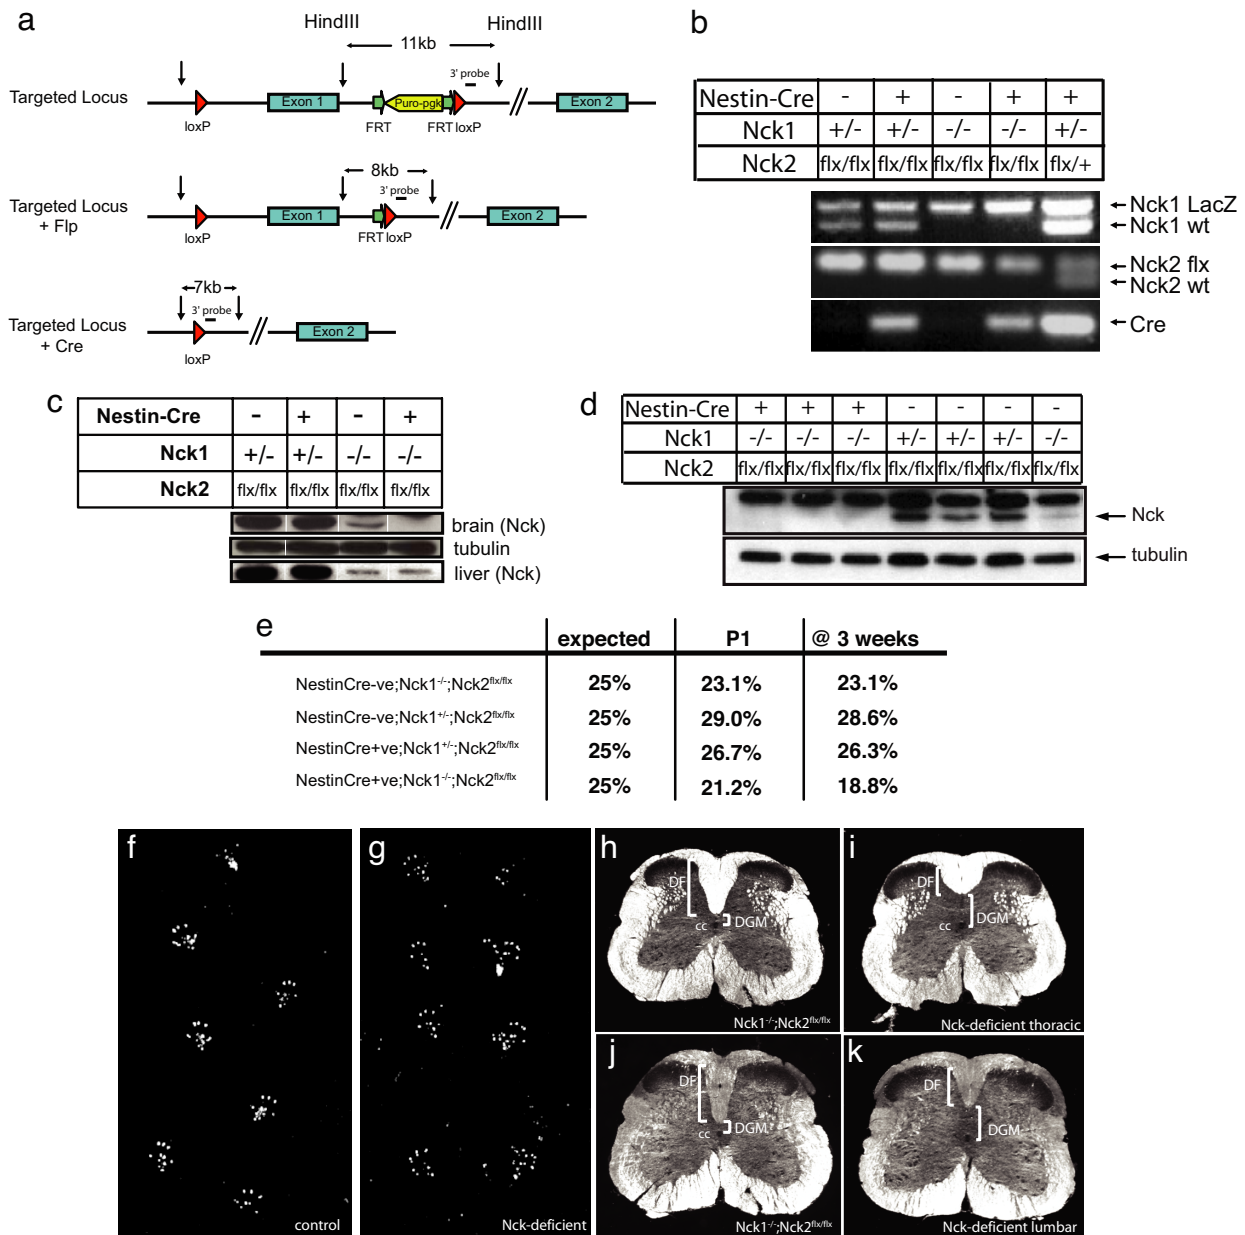 a
HindIII
HindIII
11kb
3' probe
Targeted Locus
Exon 1
Puro-pgk
Exon 2
loxP
FRT
FRT loxP
8kb
3' probe
Targeted Locus
+ Flp
Exon 1
Exon 2
loxP
FRT loxP
7kb
3' probe
Targeted Locus
+ Cre
Exon 2
loxP
b
Nestin-Cre - + - + +
Nck1 +/- +/- -/- -/- +/-
Nck2 flx/flx flx/flx flx/flx flx/flx flx/+
Nck1 LacZ
Nck1 wt
Nck2 flx
Nck2 wt
Cre
c
Nestin-Cre - + - +
Nck1 +/- +/- -/- -/-
Nck2 flx/flx flx/flx flx/flx flx/flx
brain (Nck)
tubulin
liver (Nck)
d
Nestin-Cre + + + - - - -
Nck1 -/- -/- -/- +/- +/- +/- -/-
Nck2 flx/flx flx/flx flx/flx flx/flx flx/flx flx/flx flx/flx
Nck
tubulin
e
expected P1 @ 3 weeks
NestinCre-ve;Nck1-/-;Nck2flx/flx 25% 23.1% 23.1%
NestinCre-ve;Nck1+/-;Nck2flx/flx 25% 29.0% 28.6%
NestinCre+ve;Nck1+/-;Nck2flx/flx 25% 26.7% 26.3%
NestinCre+ve;Nck1-/-;Nck2flx/flx 25% 21.2% 18.8%
f
control
g
Nck-deficient
h
DF
cc
DGM
Nck1-/-;Nck2flx/flx
i
DF
cc
DGM
Nck-deficient thoracic
j
DF
cc
DGM
Nck1-/-;Nck2flx/flx
k
DF
cc
DGM
Nck-deficient lumbar